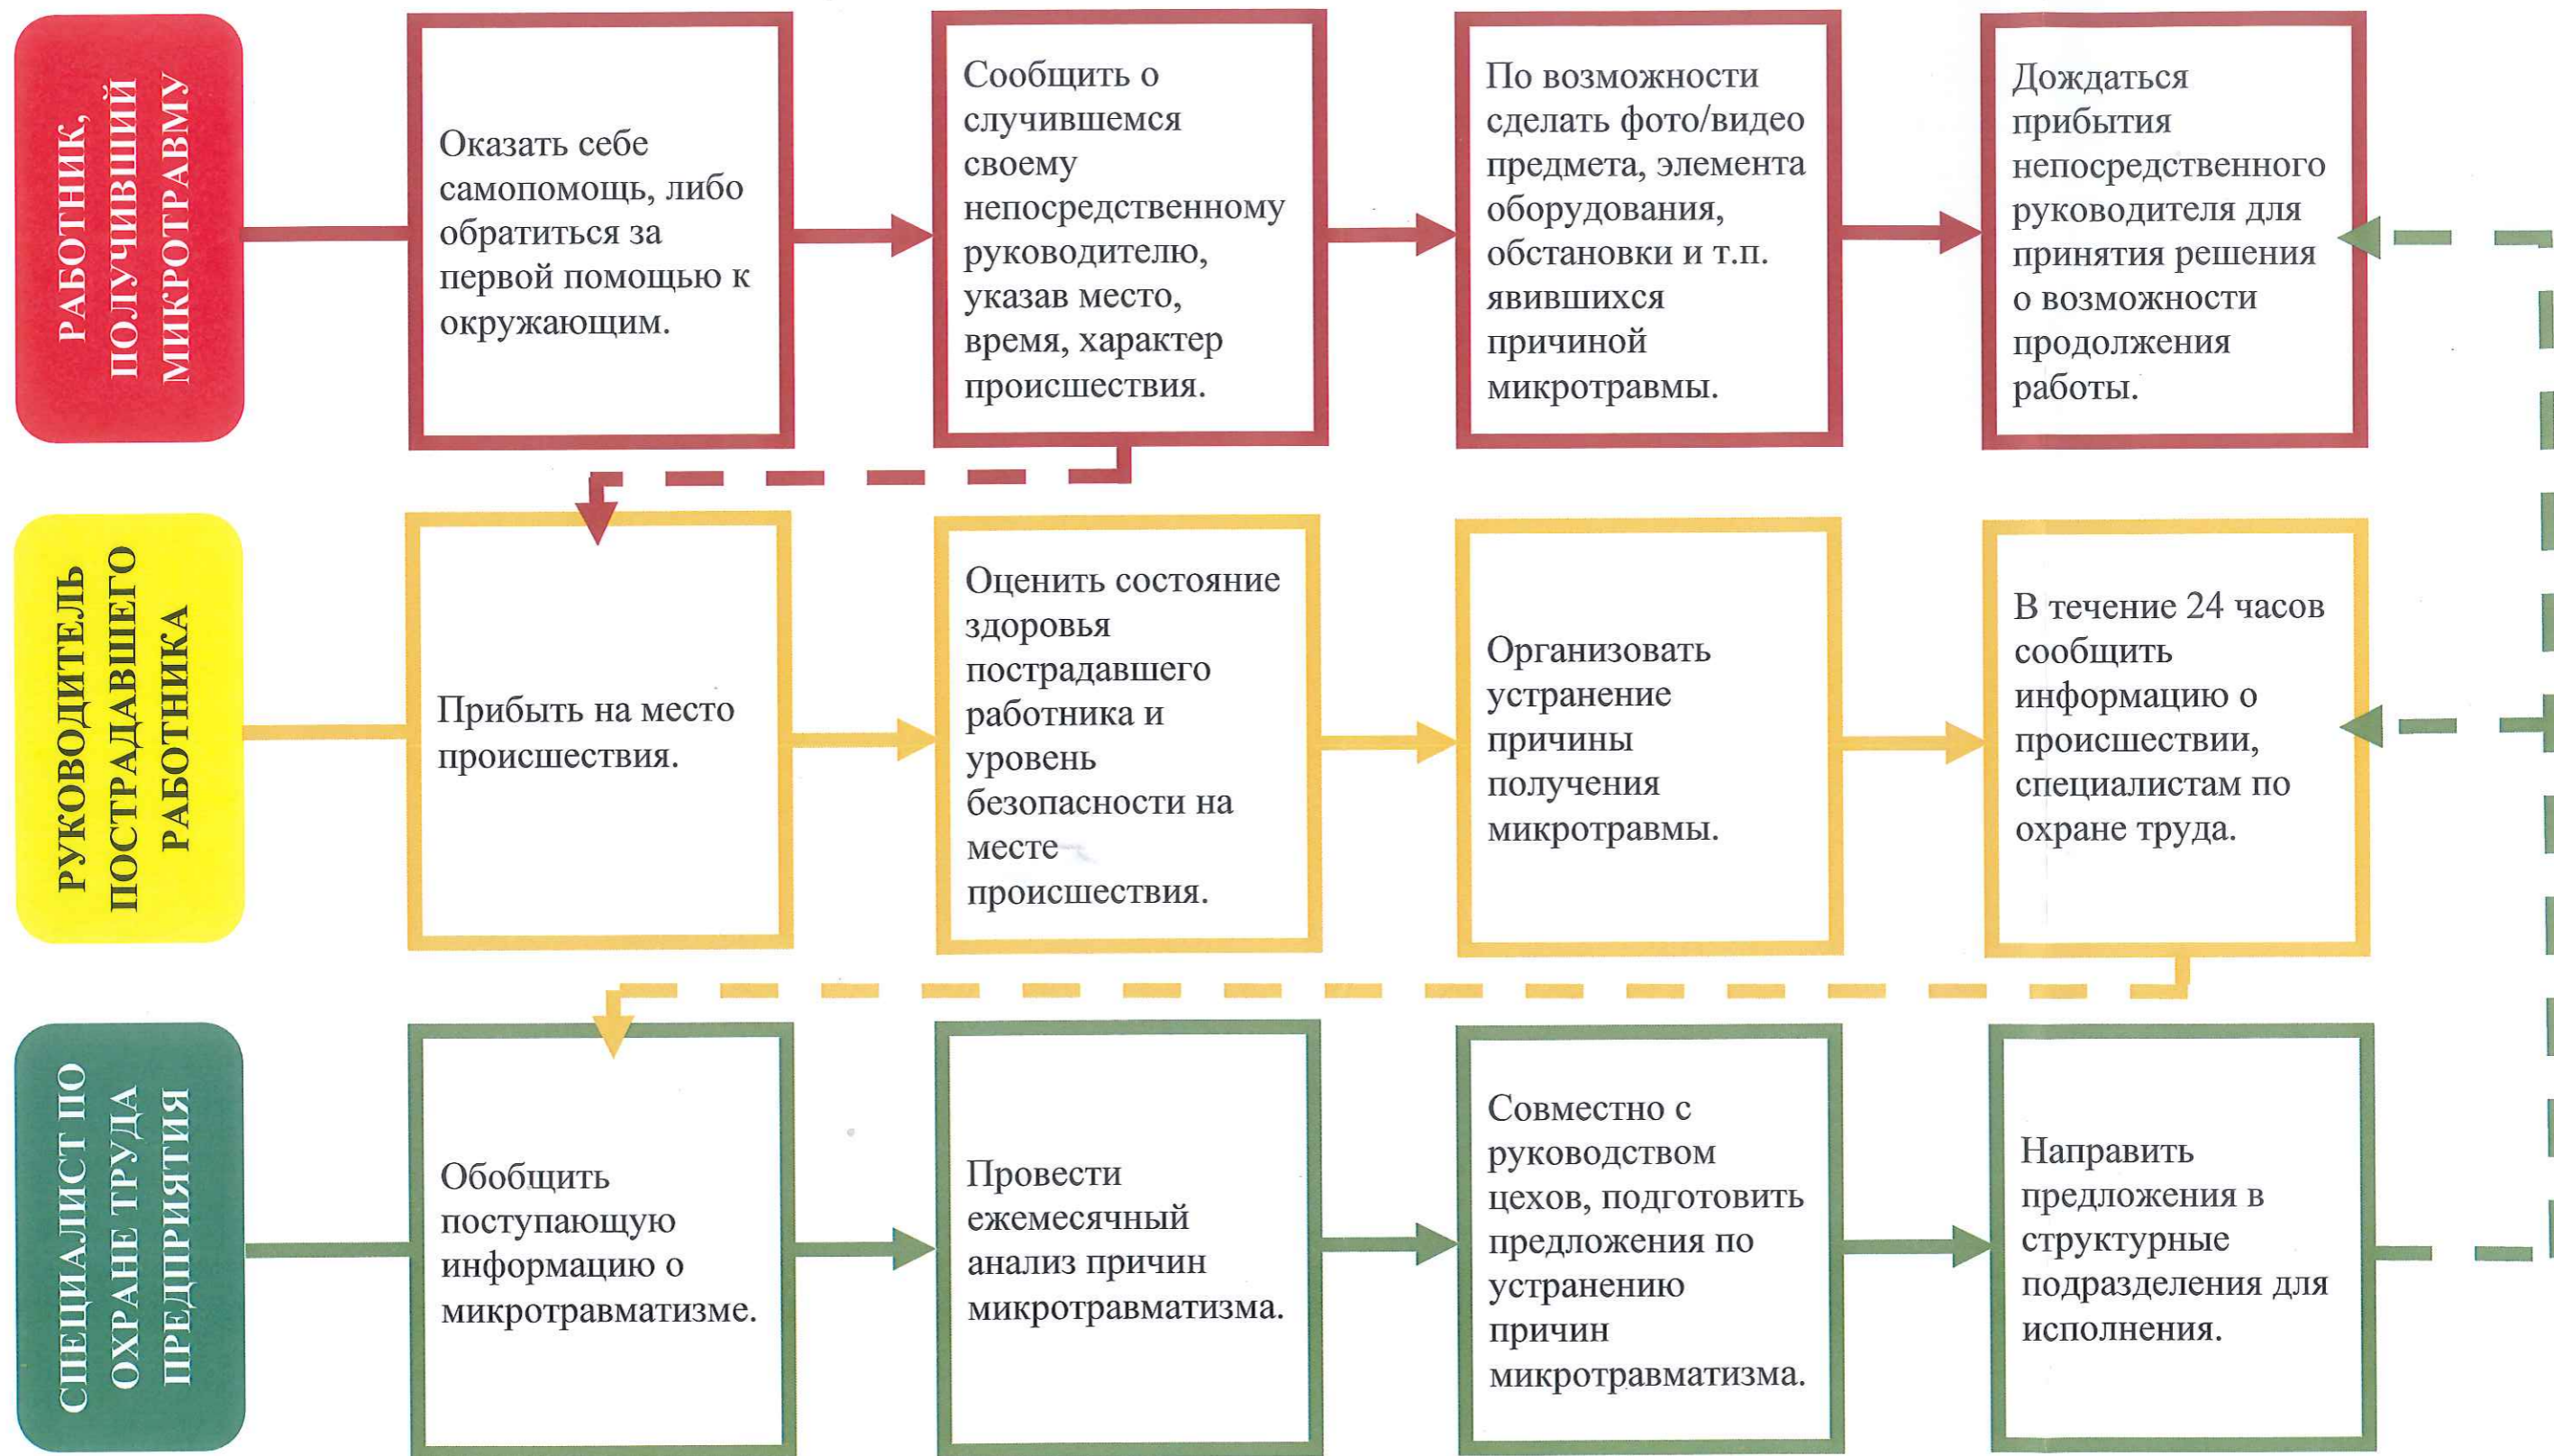 РАБОТНИК,
ПОЛУЧИВШИЙ
МИКРОТРАВМУ
Оказать себе
самопомощь, либо
обратиться за
первой помощью к
окружающим.
Сообщить о
случившемся
своему
непосредственному
руководителю,
указав место,
время, характер
происшествия.
По возможности
сделать фото/видео
предмета, элемента
оборудования,
обстановки и т.п.
явившихся
причиной
микротравмы.
Дождаться
прибытия
непосредственного
руководителя для
принятия решения
о возможности
продолжения
работы.
РУКОВОДИТЕЛЬ
ПОСТРАДАВШЕГО
РАБОТНИКА
Прибыть на место
происшествия.
Оценить состояние
здоровья
пострадавшего
работника и
уровень
безопасности на
месте
происшествия.
Организовать
устранение
причины
получения
микротравмы.
В течение 24 часов
сообщить
информацию о
происшествии,
специалистам по
охране труда.
СПЕЦИАЛИСТ ПО
ОХРАНЕ ТРУДА
ПРЕДПРИЯТИЯ
Обобщить
поступающую
информацию о
микротравматизме.
Провести
ежемесячный
анализ причин
микротравматизма.
Совместно с
руководством
цехов, подготовить
предложения по
устранению
причин
микротравматизма.
Направить
предложения в
структурные
подразделения для
исполнения.